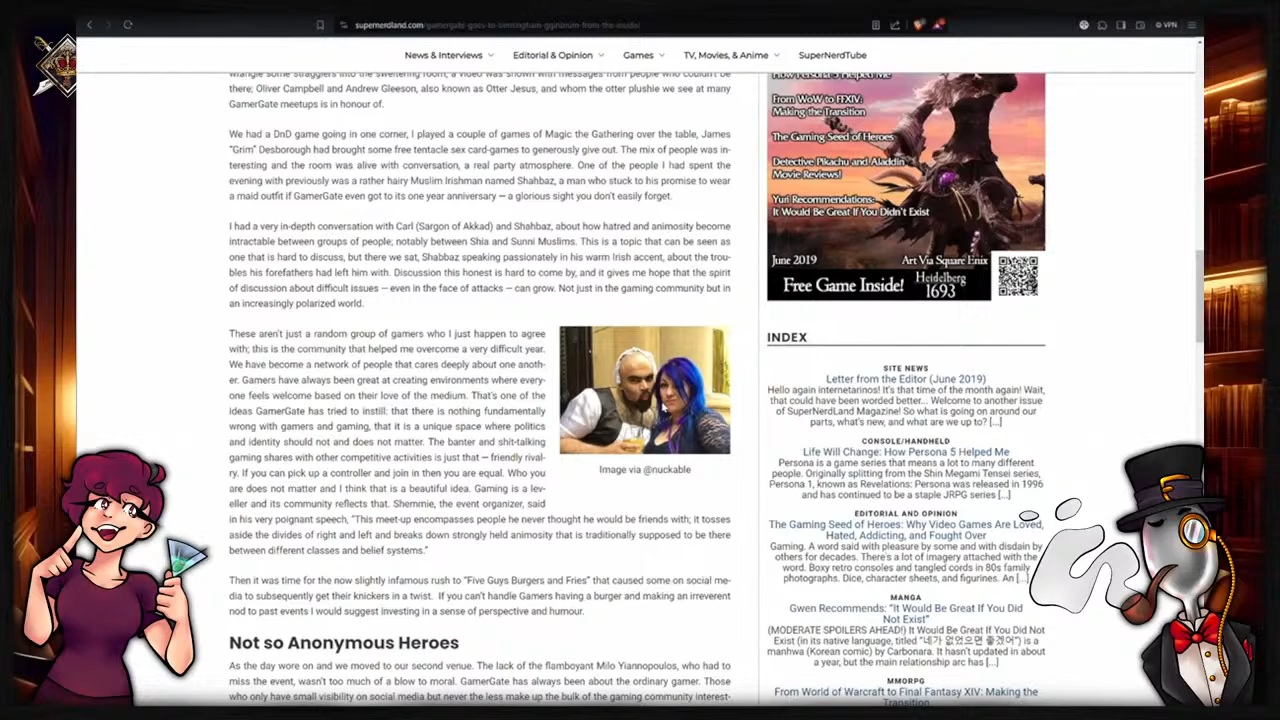 supernerdland.com/gamergate-goes-to-birmingham-gginbrum-from-the-inside/
VPN
News & Interviews
Editorial & Opinion
Games
TV, Movies, & Anime
SuperNerdTube
wrangle some stragglers into the sweltering room, a video was shown with messages from people who couldn't be
there; Oliver Campbell and Andrew Gleeson, also known as Otter Jesus, and whom the otter plushie we see at many
GamerGate meetups is in honour of.
We had a DnD game going in one corner, I played a couple of games of Magic the Gathering over the table, James
"Grim" Desborough had brought some free tentacle sex card-games to generously give out. The mix of people was in-
teresting and the room was alive with conversation, a real party atmosphere. One of the people I had spent the
evening with previously was a rather hairy Muslim Irishman named Shahbaz, a man who stuck to his promise to wear
a maid outfit if GamerGate even got to its one year anniversary — a glorious sight you don't easily forget.
I had a very in-depth conversation with Carl (Sargon of Akkad) and Shahbaz, about how hatred and animosity become
intractable between groups of people; notably between Shia and Sunni Muslims. This is a topic that can be seen as
one that is hard to discuss, but there we sat, Shabbaz speaking passionately in his warm Irish accent, about the trou-
bles his forefathers had left him with. Discussion this honest is hard to come by, and it gives me hope that the spirit
of discussion about difficult issues — even in the face of attacks — can grow. Not just in the gaming community but in
an increasingly polarized world.
These aren't just a random group of gamers who I just happen to agree
with; this is the community that helped me overcome a very difficult year.
We have become a network of people that cares deeply about one anoth-
er. Gamers have always been great at creating environments where every-
one feels welcome based on their love of the medium. That's one of the
ideas GamerGate has tried to instill: that there is nothing fundamentally
wrong with gamers and gaming, that it is a unique space where politics
and identity should not and does not matter. The banter and shit-talking
gaming shares with other competitive activities is just that — friendly rival-
ry. If you can pick up a controller and join in then you are equal. Who you
are does not matter and I think that is a beautiful idea. Gaming is a lev-
eller and its community reflects that. Shemmie, the event organizer, said
in his very poignant speech, "This meet-up encompasses people he never thought he would be friends with; it tosses
aside the divides of right and left and breaks down strongly held animosity that is traditionally supposed to be there
between different classes and belief systems."
Image via @nuckable
Then it was time for the now slightly infamous rush to "Five Guys Burgers and Fries" that caused some on social me-
dia to subsequently get their knickers in a twist. If you can't handle Gamers having a burger and making an irreverent
nod to past events I would suggest investing in a sense of perspective and humour.
Not so Anonymous Heroes
As the day wore on and we moved to our second venue. The lack of the flamboyant Milo Yiannopoulos, who had to
miss the event, wasn't too much of a blow to moral. GamerGate has always been about the ordinary gamer. Those
who only have small visibility on social media but never the less make up the bulk of the gaming community interest-
How Persona 5 Helped Me
From WoW to FFXIV:
Making the Transition
The Gaming Seed of Heroes
Detective Pikachu and Aladdin
Movie Reviews!
Yuri Recommendations:
It Would Be Great If You Didn't Exist
June 2019
Art Via Square Enix
Free Game Inside!
Heidelberg
1693
INDEX
SITE NEWS
Letter from the Editor (June 2019)
Hello again internetarinos! It's that time of the month again! Wait,
that could have been worded better... Welcome to another issue
of SuperNerdLand Magazine! So what is going on around our
parts, what's new, and what are we up to? [...]
CONSOLE/HANDHELD
Life Will Change: How Persona 5 Helped Me
Persona is a game series that means a lot to many different
people. Originally splitting from the Shin Megami Tensei series,
Persona 1, known as Revelations: Persona was released in 1996
and has continued to be a staple JRPG series [...]
EDITORIAL AND OPINION
The Gaming Seed of Heroes: Why Video Games Are Loved,
Hated, Addicting, and Fought Over
Gaming. A word said with pleasure by some and with disdain by
others for decades. There's a lot of imagery attached with the
word. Boxy retro consoles and tangled cords in 80s family
photographs. Dice, character sheets, and figurines. An [...]
MANGA
Gwen Recommends: "It Would Be Great If You Did
Not Exist"
(MODERATE SPOILERS AHEAD!) It Would Be Great If You Did
Not Exist (in its native language, titled "네가 없었으면 좋겠어") is a
manhwa (Korean comic) by Carbonara. It hasn't updated in about
a year, but the main relationship arc has [...]
MMORPG
From World of Warcraft to Final Fantasy XIV: Making the
Transition